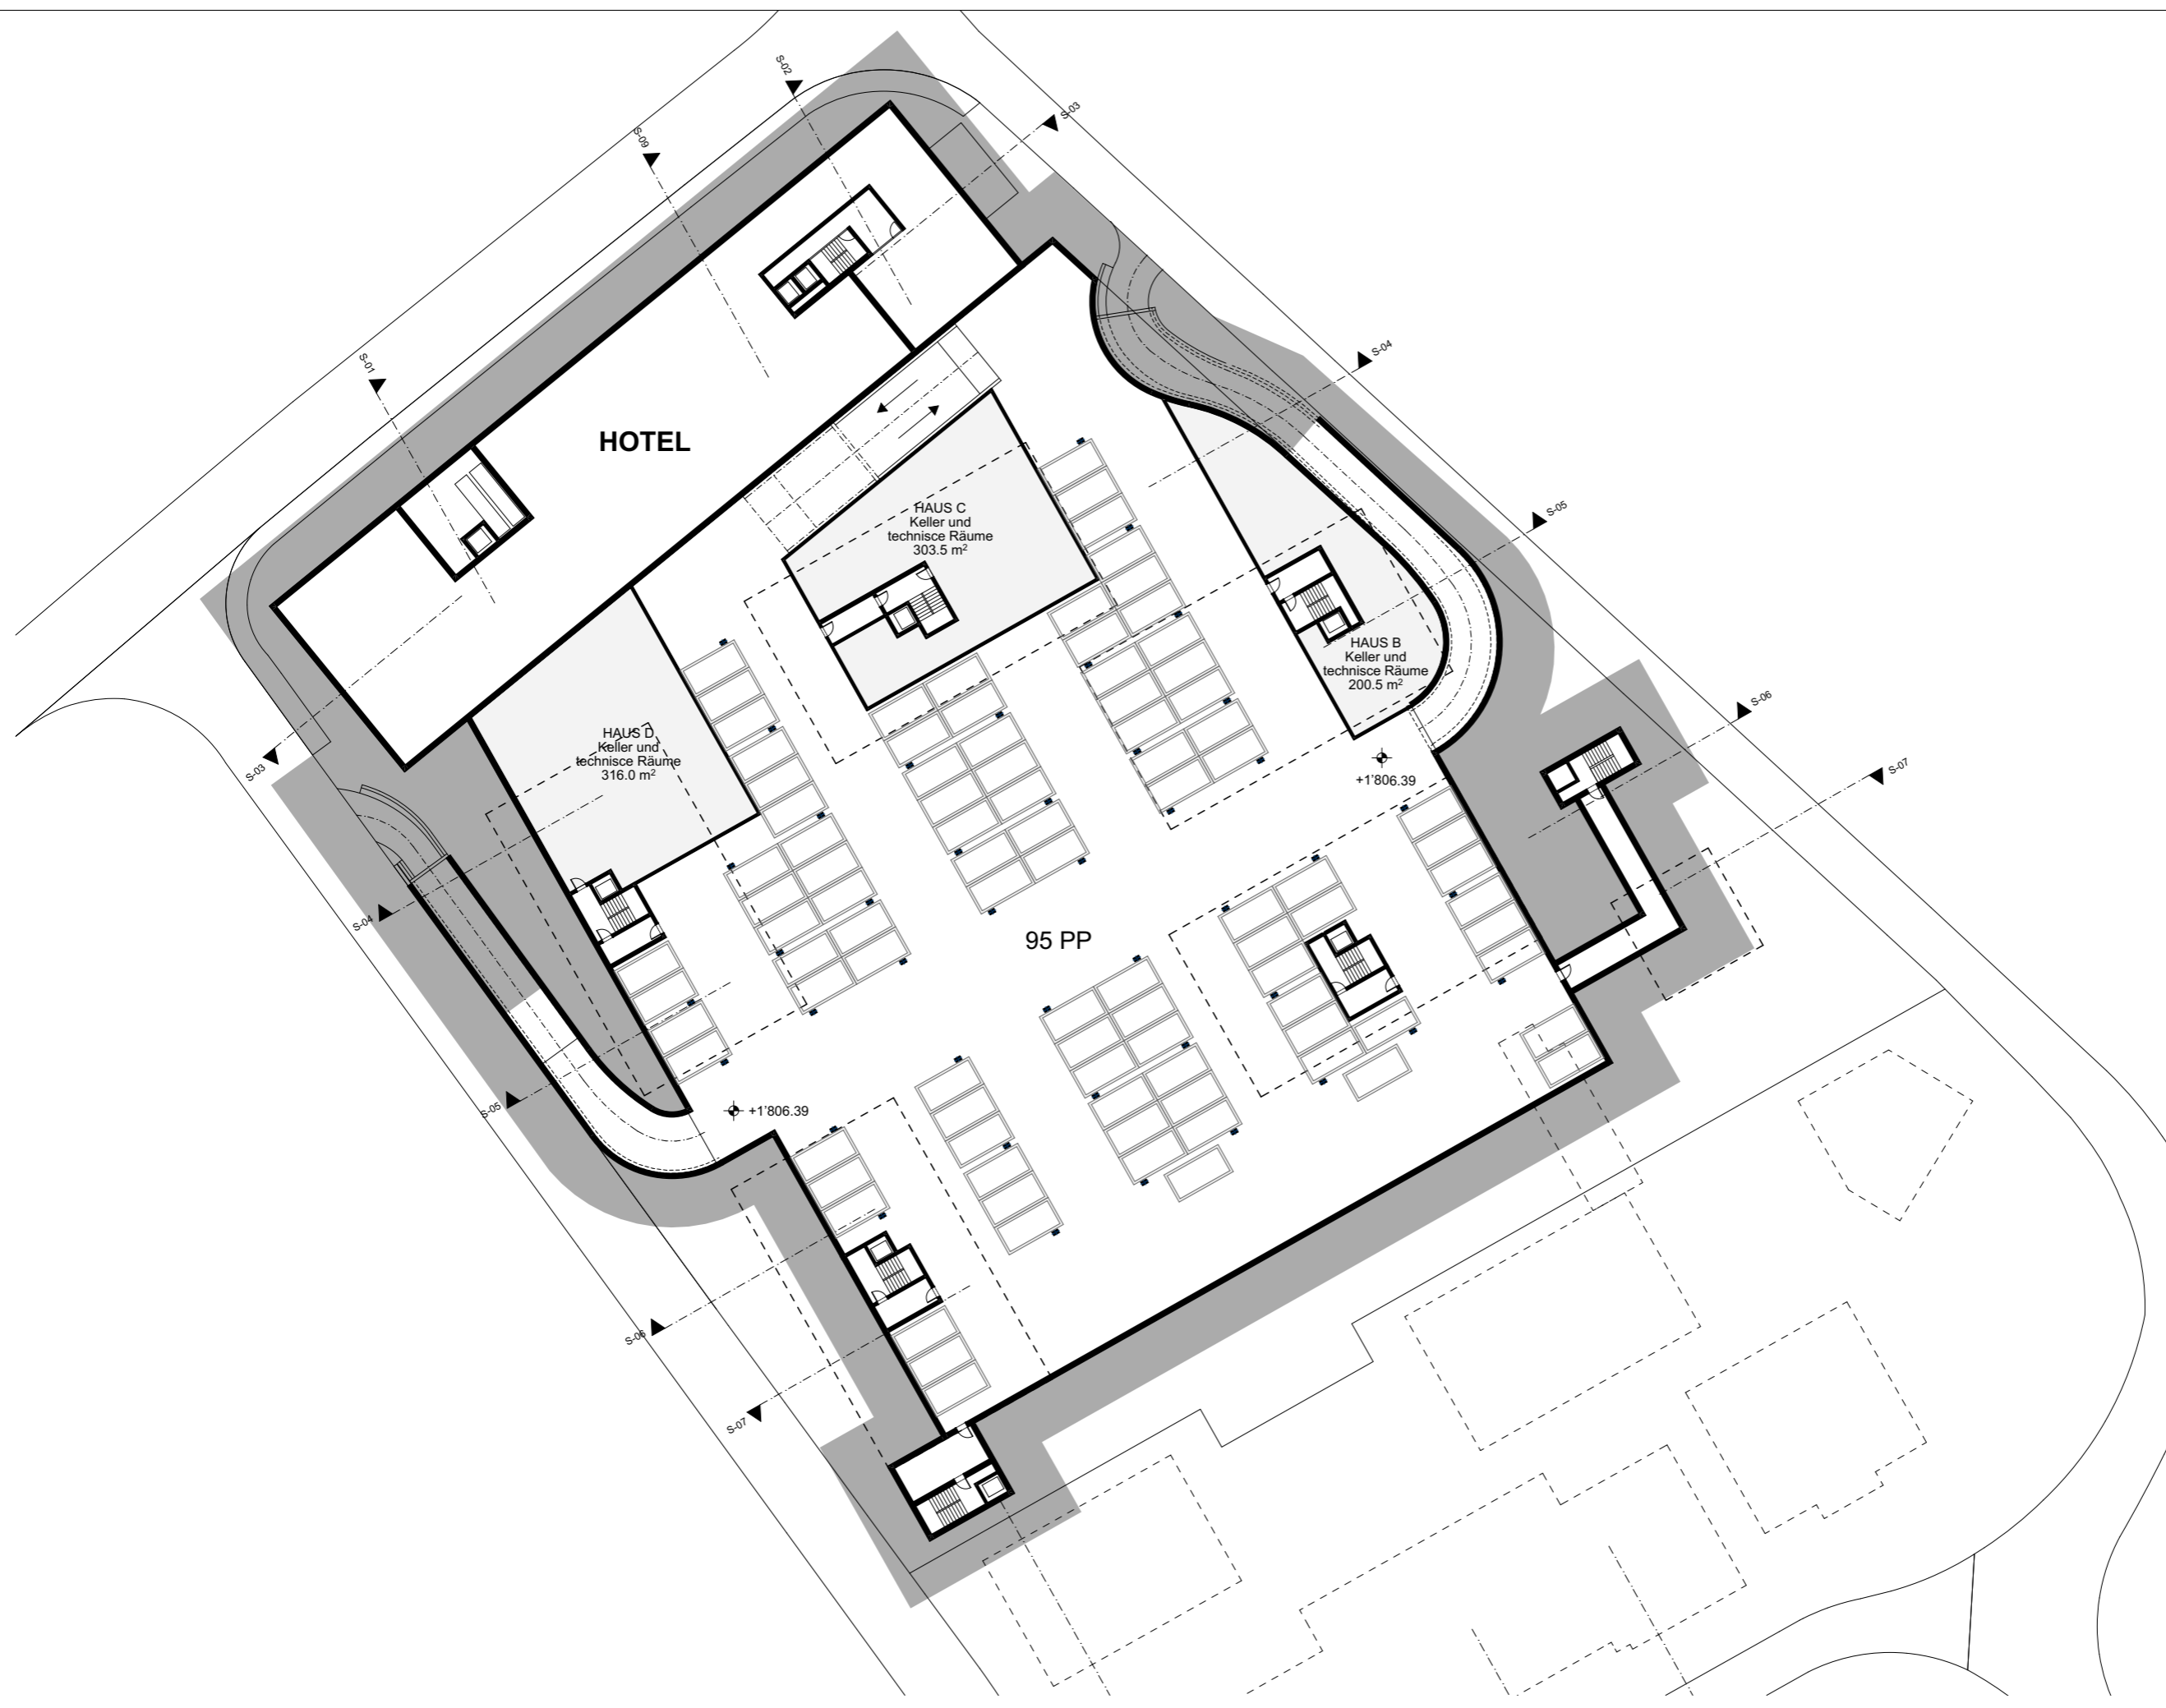 S-02
S-03
S-09
S-01
S-04
HOTEL
HAUS C
Keller und
technisce Räume
303.5 m²
S-05
HAUS B
Keller und
technisce Räume
200.5 m²
S-06
HAUS D
Keller und
technisce Räume
316.0 m²
S-03
+1'806.39
S-07
S-04
95 PP
S-05
+1'806.39
S-06
S-07